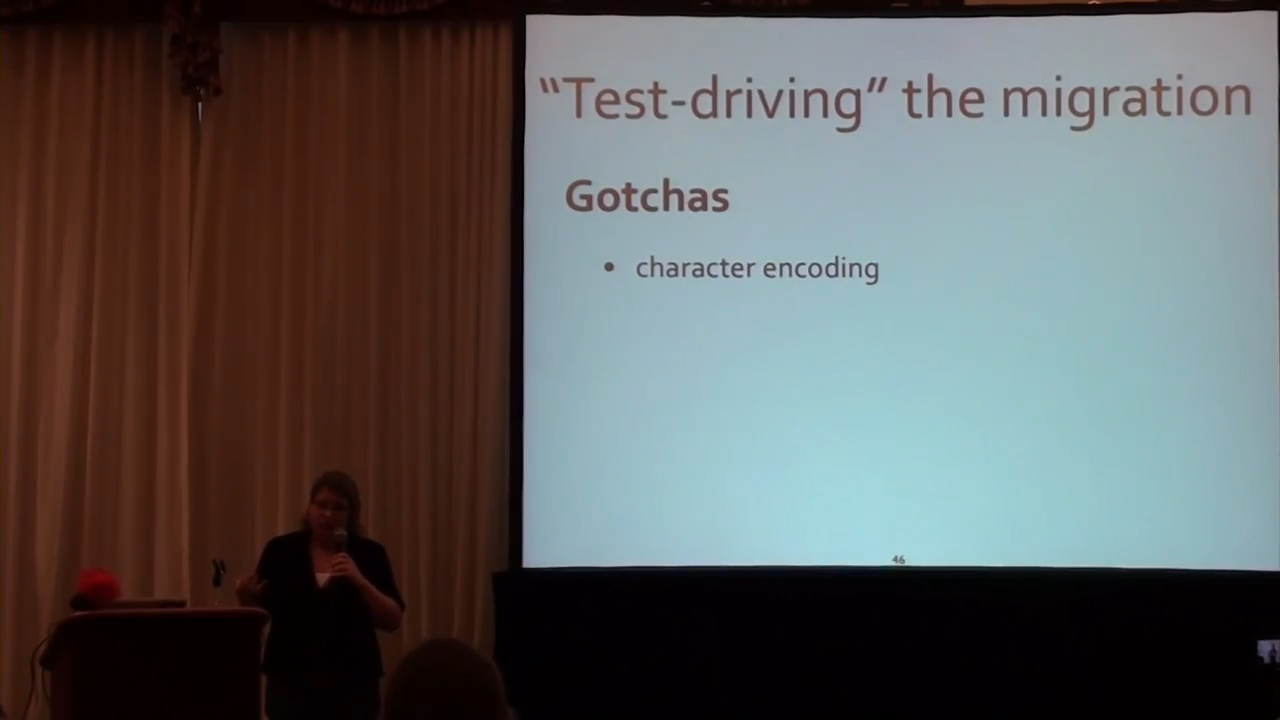 “Test-driving” the migration
Gotchas
• character encoding
46